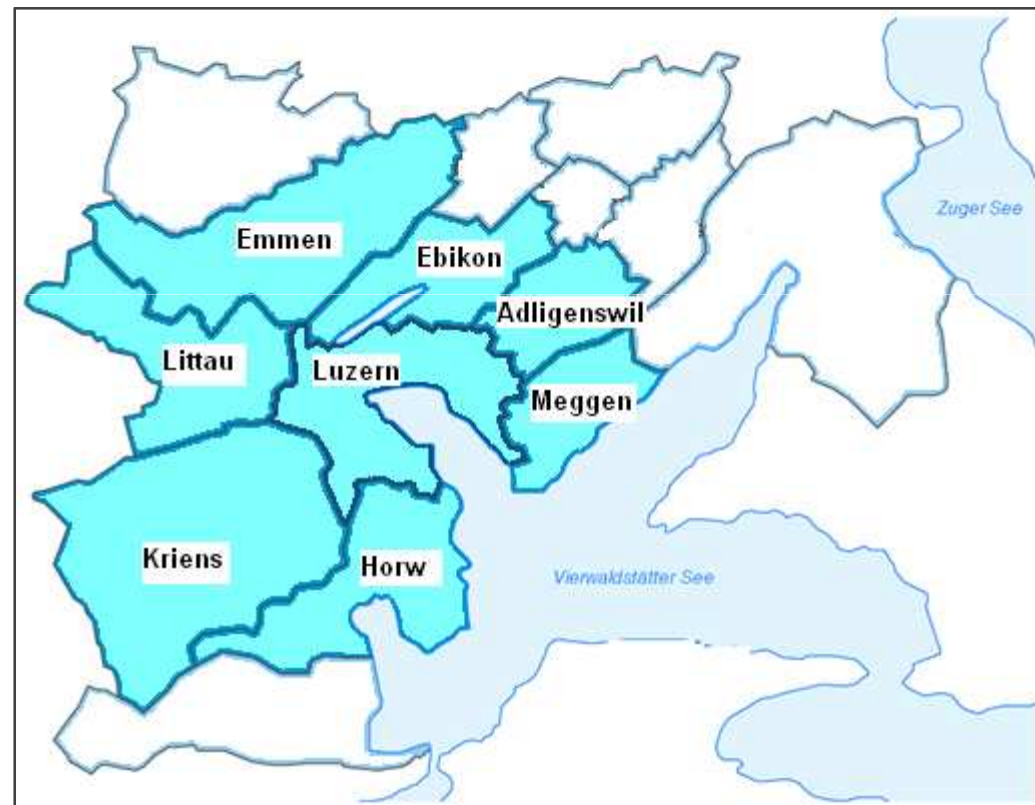 Zuger See
Emmen
Ebikon
Adligenswil
Littau
Luzern
Meggen
Kriens
Horw
Vierwaldstätter See